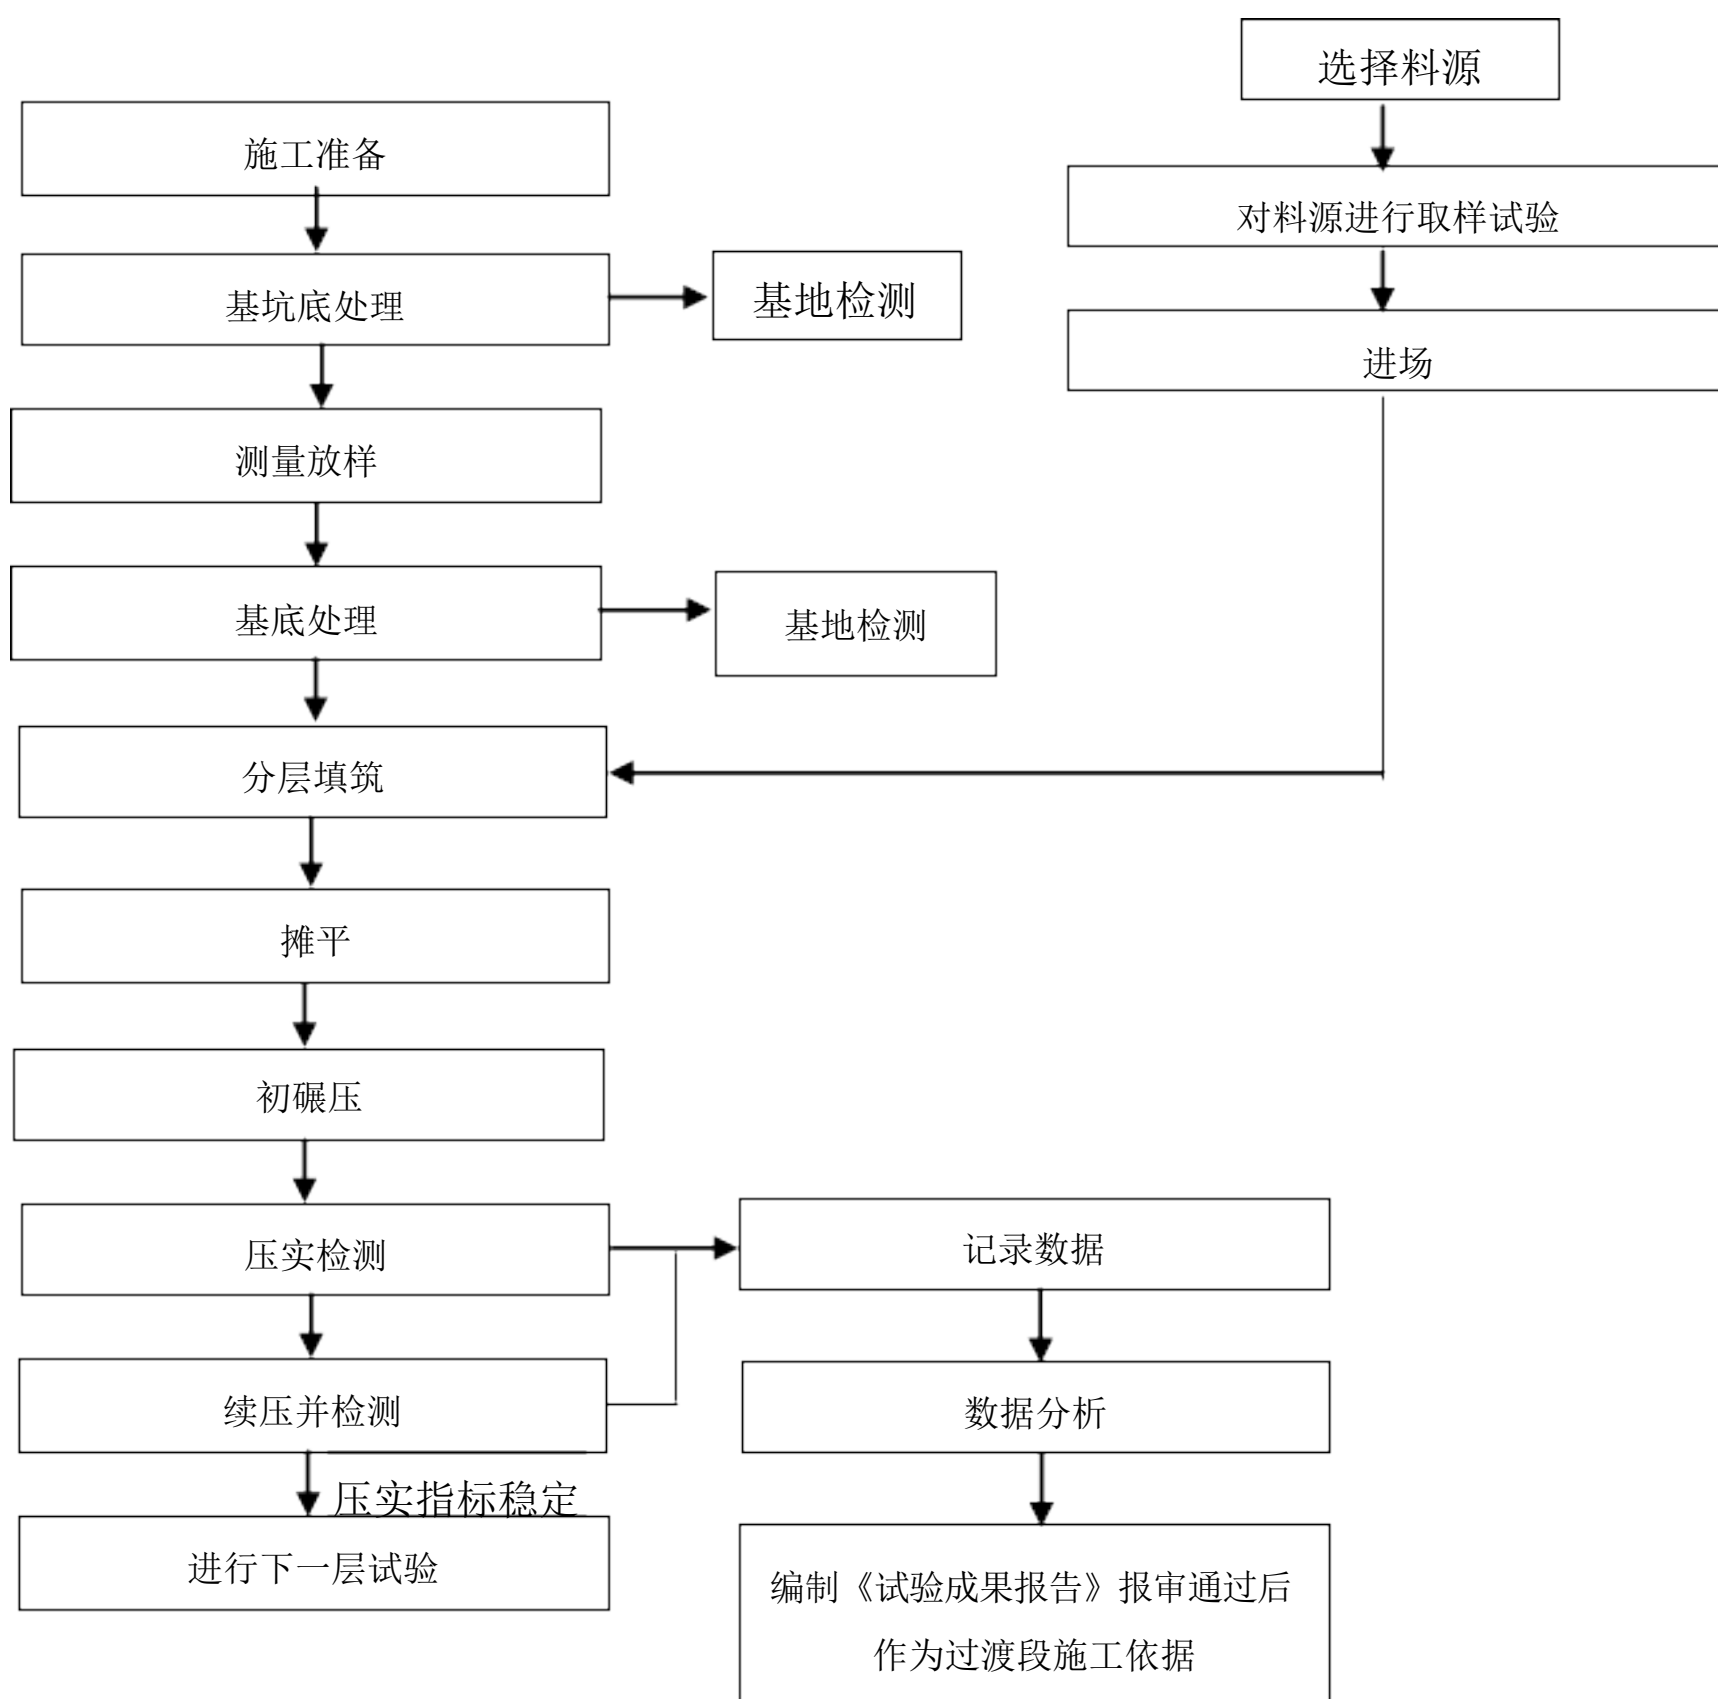 选择料源
施工准备
对料源进行取样试验
基坑底处理
基地检测
进场
测量放样
基底处理
基地检测
分层填筑
摊平
初碾压
压实检测
记录数据
续压并检测
数据分析
压实指标稳定
进行下一层试验
编制《试验成果报告》报审通过后
作为过渡段施工依据